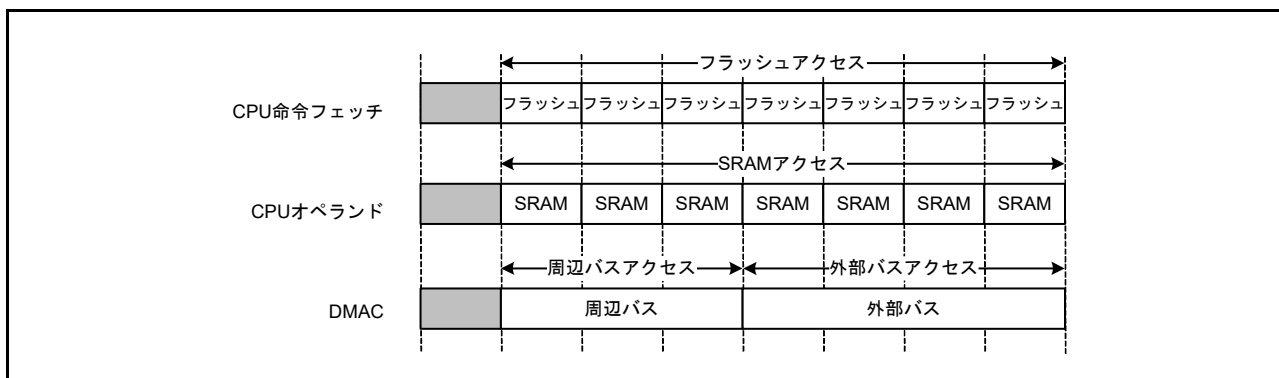 フラッシュアクセス
CPU命令フェッチ フラッシュ フラッシュ フラッシュ フラッシュ フラッシュ フラッシュ フラッシュ
SRAMアクセス
CPUオペランド SRAM SRAM SRAM SRAM SRAM SRAM SRAM
周辺バスアクセス 外部バスアクセス
DMAC 周辺バス 外部バス